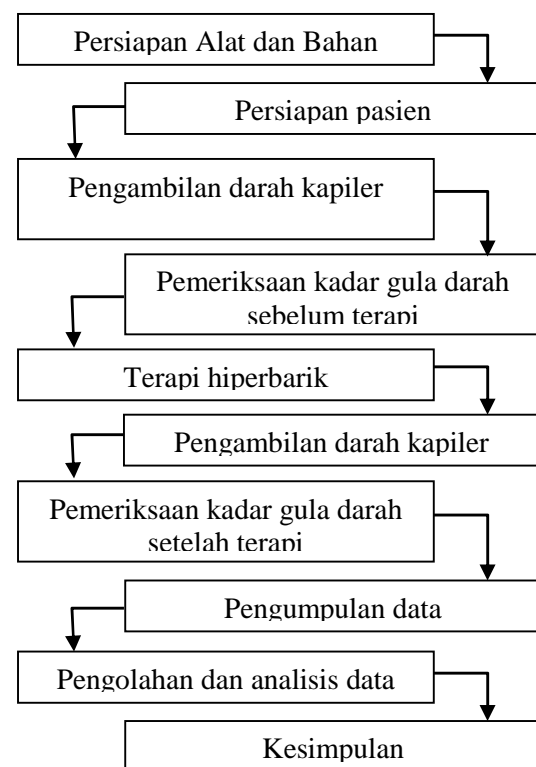 Persiapan Alat dan Bahan
Persiapan pasien
Pengambilan darah kapiler
Pemeriksaan kadar gula darah
sebelum terapi
Terapi hiperbarik
Pengambilan darah kapiler
Pemeriksaan kadar gula darah
setelah terapi
Pengumpulan data
Pengolahan dan analisis data
Kesimpulan